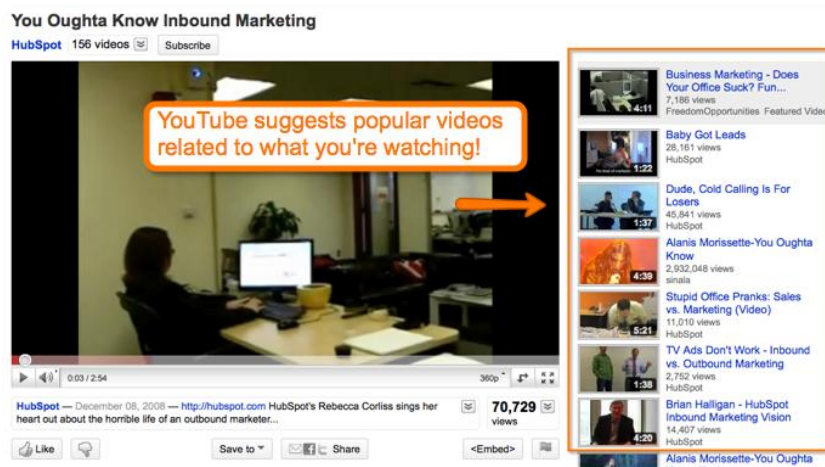 You Oughta Know Inbound Marketing
HubSpot 156 videos Subscribe
YouTube suggests popular videos
related to what you're watching!
0:03 / 2:54
360p
HubSpot — December 08, 2008 — http://hubspot.com HubSpot's Rebecca Corliss sings her
heart out about the horrible life of an outbound marketer...
70,729
views
Like
Save to
Share
<Embed>
4:11
Business Marketing - Does
Your Office Suck? Fun...
7,186 views
FreedomOpportunities Featured Video
1:22
Baby Got Leads
28,161 views
HubSpot
1:37
Dude, Cold Calling Is For
Losers
45,841 views
HubSpot
4:39
Alanis Morissette-You Oughta
Know
2,932,048 views
sinala
5:21
Stupid Office Pranks: Sales
vs. Marketing (Video)
11,010 views
HubSpot
1:38
TV Ads Don't Work - Inbound
vs. Outbound Marketing
2,752 views
HubSpot
4:20
Brian Halligan - HubSpot
Inbound Marketing Vision
14,407 views
HubSpot
Alanis Morissette-You Oughta